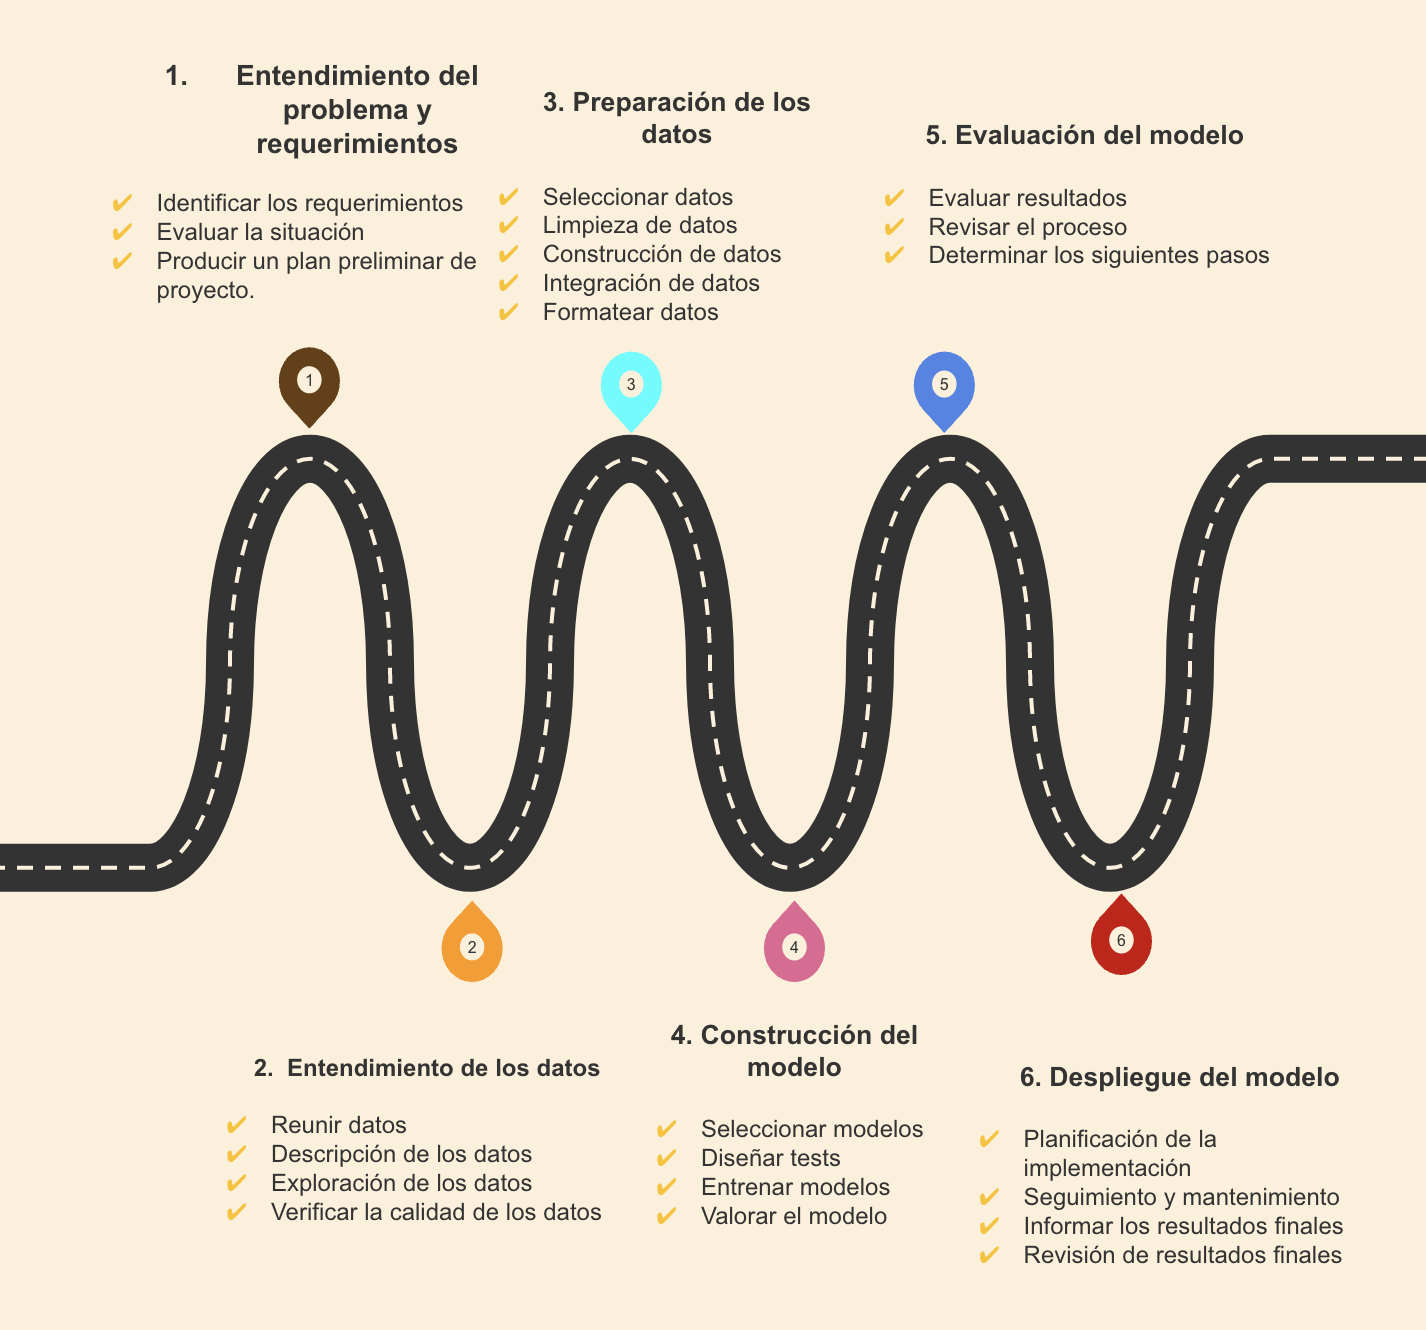 1. Entendimiento del
problema y
requerimientos
✔ Identificar los requerimientos
✔ Evaluar la situación
✔ Producir un plan preliminar de
proyecto.
3. Preparación de los
datos
✔ Seleccionar datos
✔ Limpieza de datos
✔ Construcción de datos
✔ Integración de datos
✔ Formatear datos
5. Evaluación del modelo
✔ Evaluar resultados
✔ Revisar el proceso
✔ Determinar los siguientes pasos
1
3
5
2
4
6
2. Entendimiento de los datos
✔ Reunir datos
✔ Descripción de los datos
✔ Exploración de los datos
✔ Verificar la calidad de los datos
4. Construcción del
modelo
✔ Seleccionar modelos
✔ Diseñar tests
✔ Entrenar modelos
✔ Valorar el modelo
6. Despliegue del modelo
✔ Planificación de la
implementación
✔ Seguimiento y mantenimiento
✔ Informar los resultados finales
✔ Revisión de resultados finales